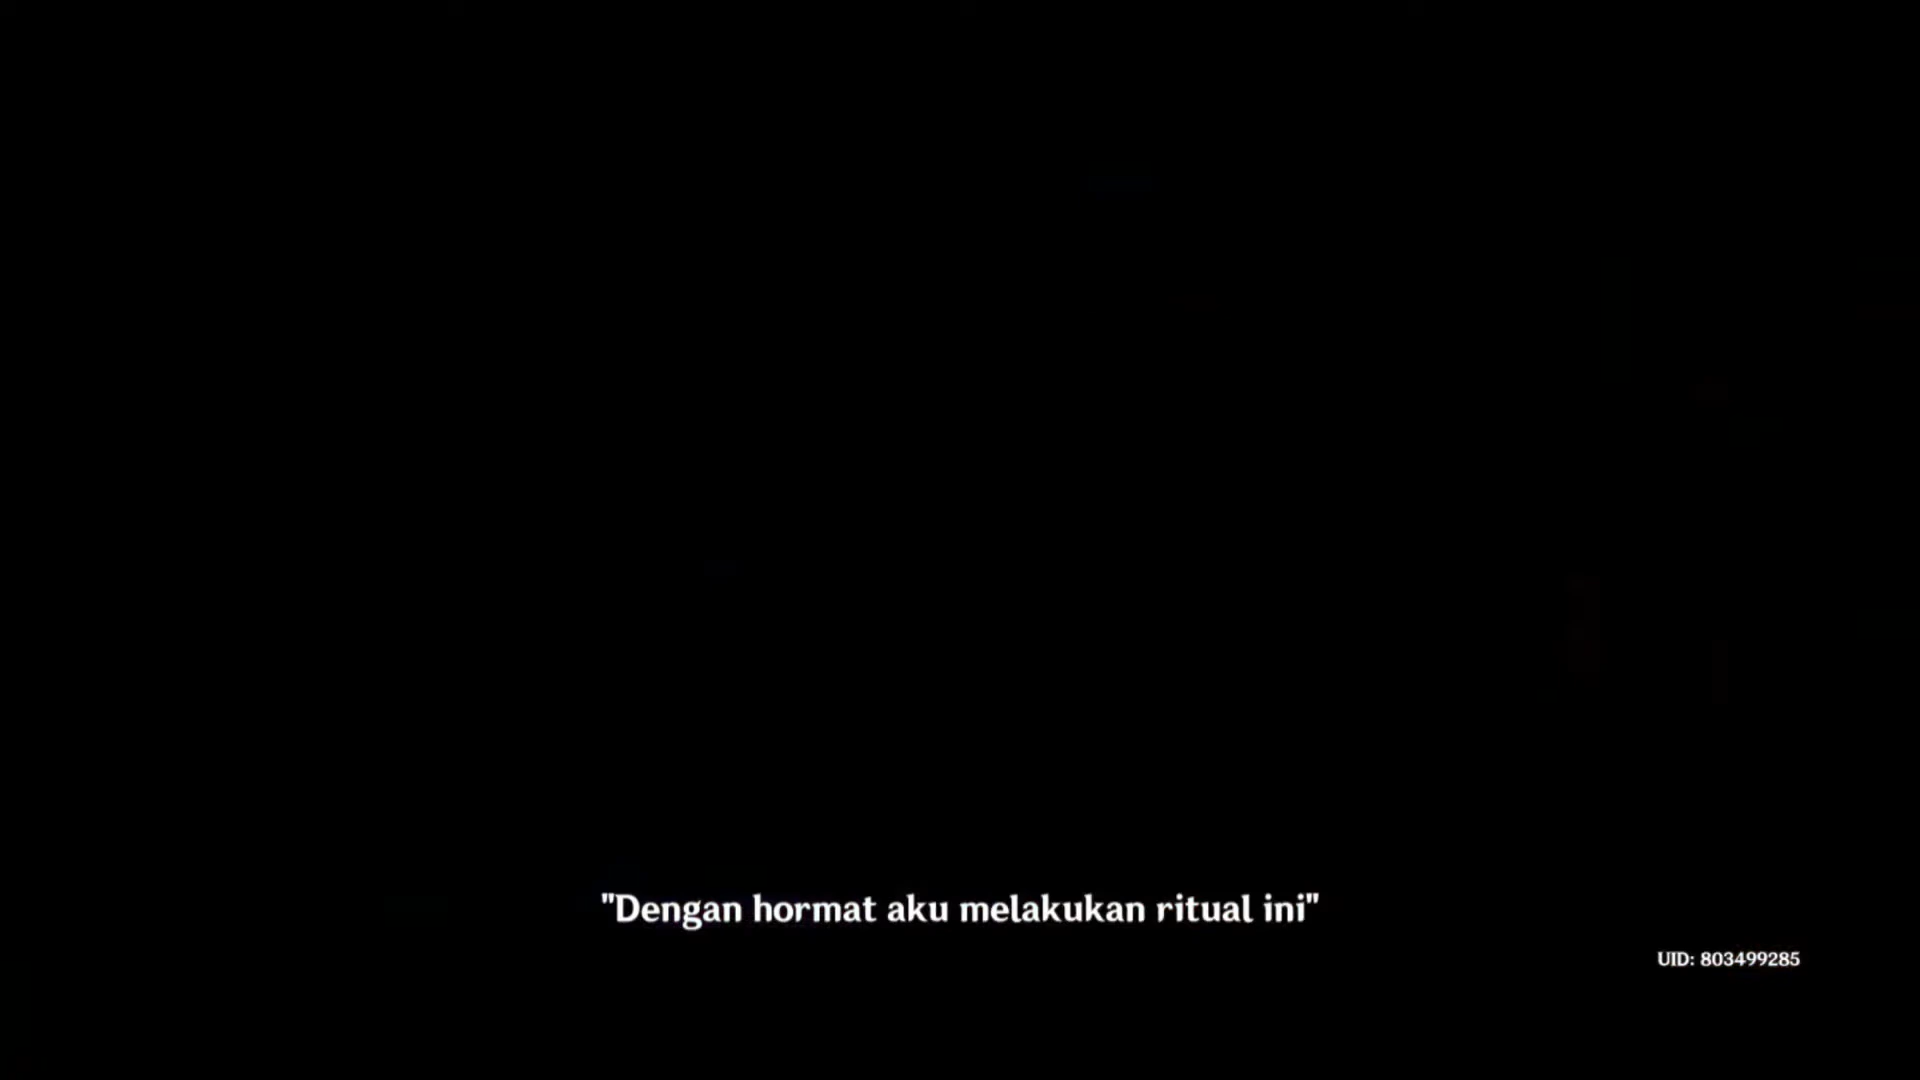 "Dengan hormat aku melakukan ritual ini"
UID: 803499285